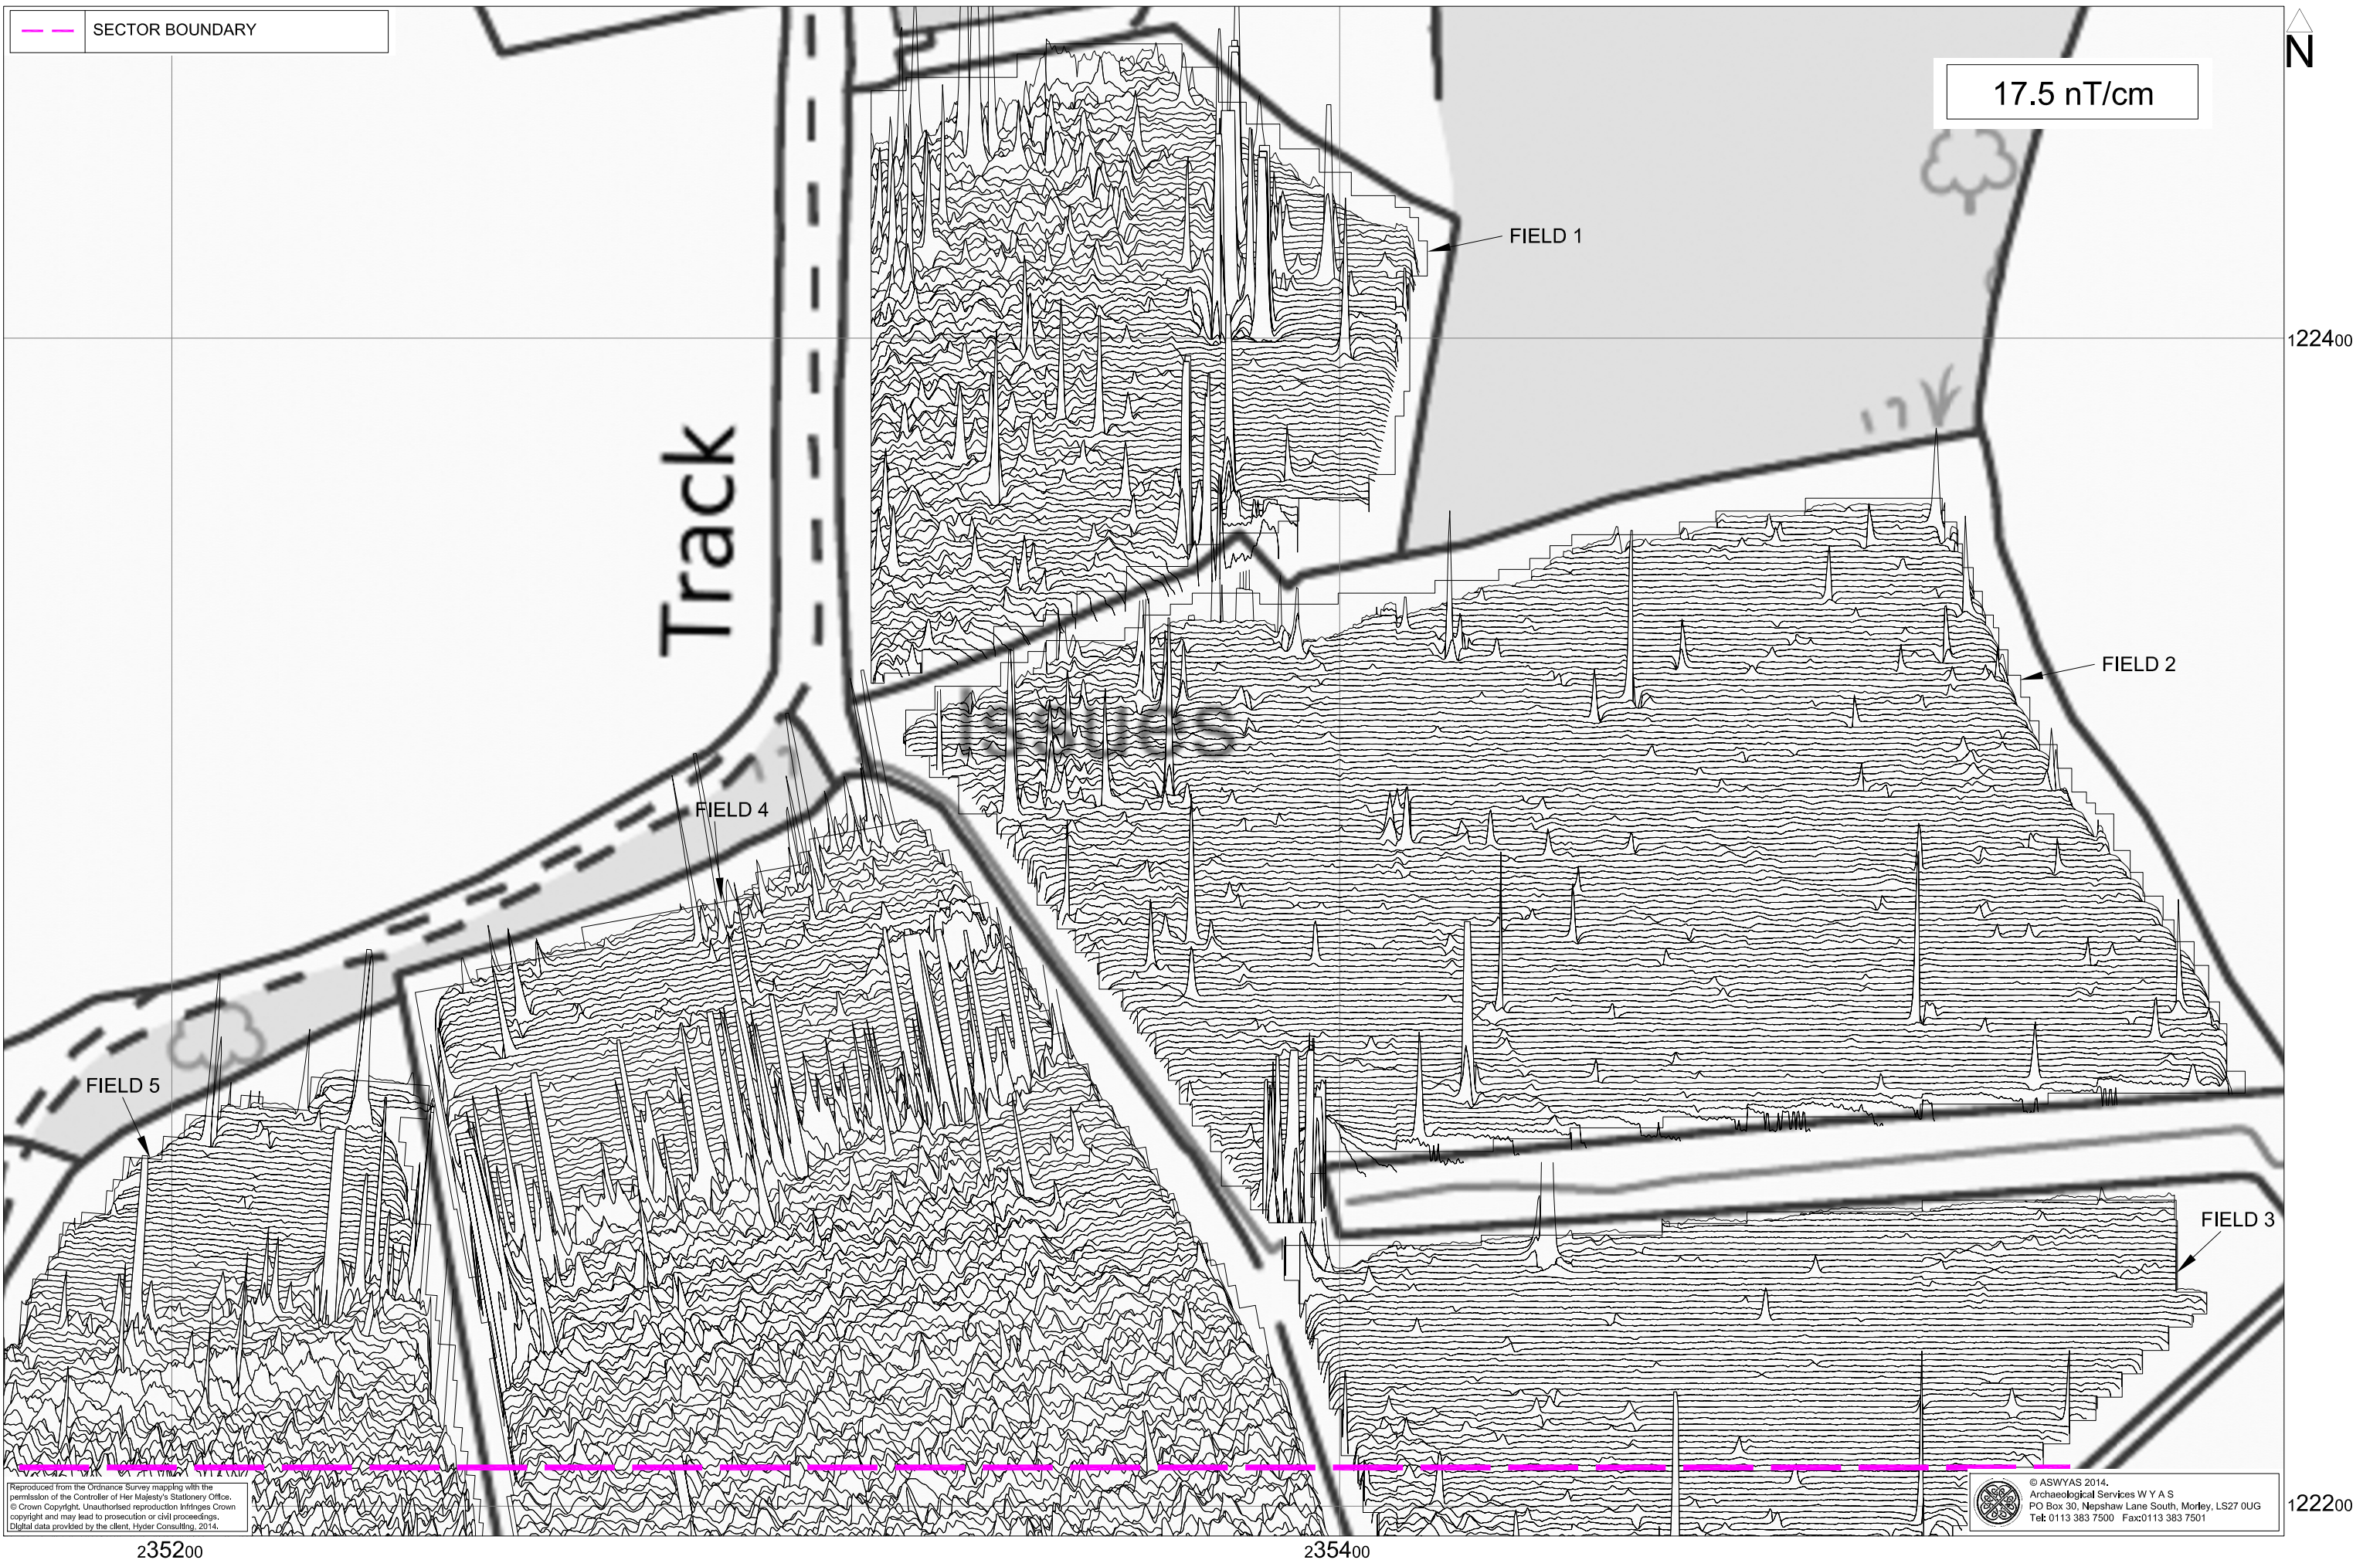 SECTOR BOUNDARY
N
17.5 nT/cm
FIELD 1
122400
Track
FIELD 2
Issues
FIELD 4
FIELD 5
FIELD 3
Reproduced from the Ordnance Survey mapping with the
permission of the Controller of Her Majesty's Stationery Office.
© Crown Copyright. Unauthorised reproduction infringes Crown
copyright and may lead to prosecution or civil proceedings.
Digital data provided by the client, Hyder Consulting, 2014.
© ASWYAS 2014.
Archaeological Services W Y A S
PO Box 30, Nepshaw Lane South, Morley, LS27 0UG
Tel: 0113 383 7500 Fax:0113 383 7501
122200
235200
235400